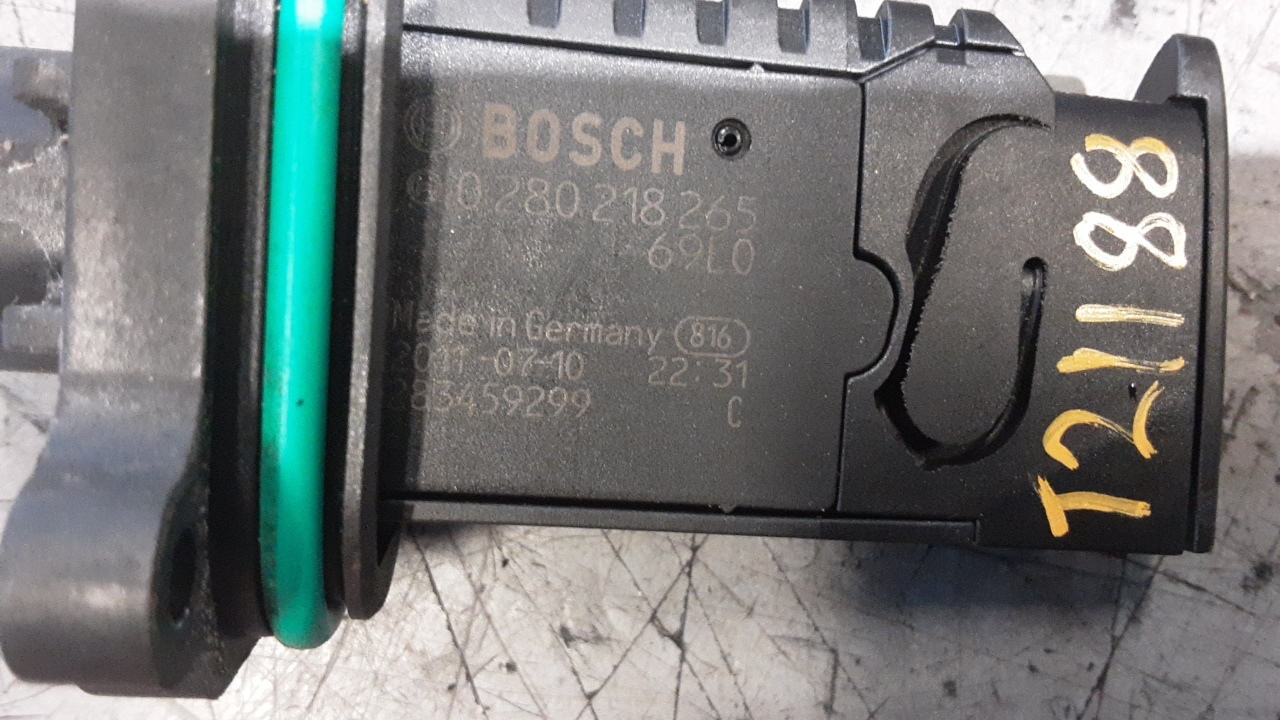 BOSCH
0 280 218 265
69L0
Made in Germany 816
2011-07-10 22:31
283459299 C
T21188